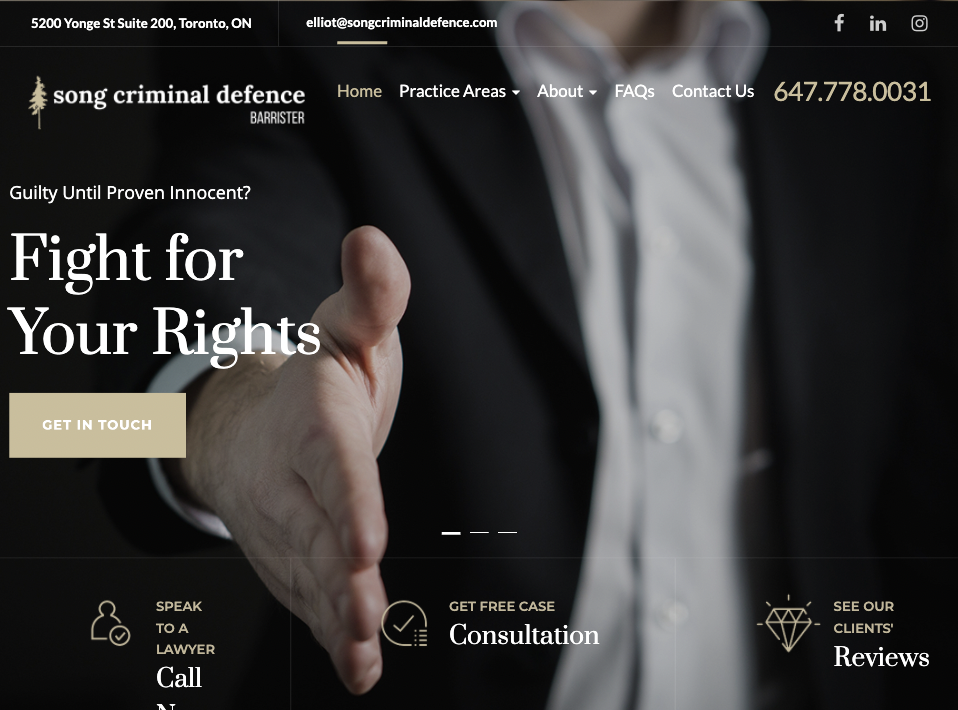 5200 Yonge St Suite 200, Toronto, ON
elliot@songcriminaldefence.com
song criminal defence
BARRISTER
Home Practice Areas About FAQs Contact Us 647.778.0031
Guilty Until Proven Innocent?
Fight for
Your Rights
GET IN TOUCH
SPEAK
TO A
LAWYER
Call
GET FREE CASE
Consultation
SEE OUR
CLIENTS'
Reviews